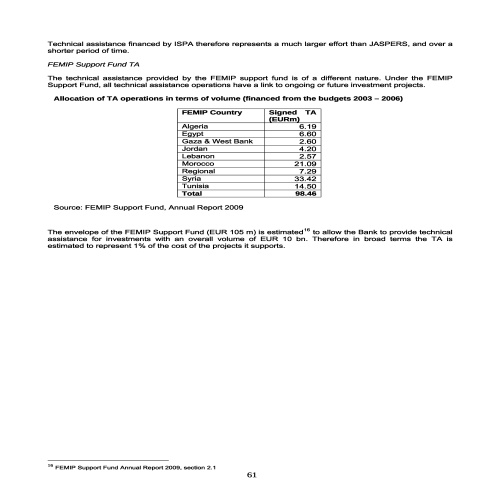 Technical assistance financed by ISPA therefore represents a much larger effort than JASPERS, and over a
shorter period of time.
FEMIP Support Fund TA
The technical assistance provided by the FEMIP support fund is of a different nature. Under the FEMIP
Support Fund, all technical assistance operations have a link to ongoing or future investment projects.
Allocation of TA operations in terms of volume (financed from the budgets 2003 – 2006)
FEMIP Country Signed TA
(EURm)
Algeria 6.19
Egypt 6.60
Gaza & West Bank 2.60
Jordan 4.20
Lebanon 2.57
Morocco 21.09
Regional 7.29
Syria 33.42
Tunisia 14.50
Total 98.46
Source: FEMIP Support Fund, Annual Report 2009
The envelope of the FEMIP Support Fund (EUR 105 m) is estimated16 to allow the Bank to provide technical
assistance for investments with an overall volume of EUR 10 bn. Therefore in broad terms the TA is
estimated to represent 1% of the cost of the projects it supports.
16 FEMIP Support Fund Annual Report 2009, section 2.1
61